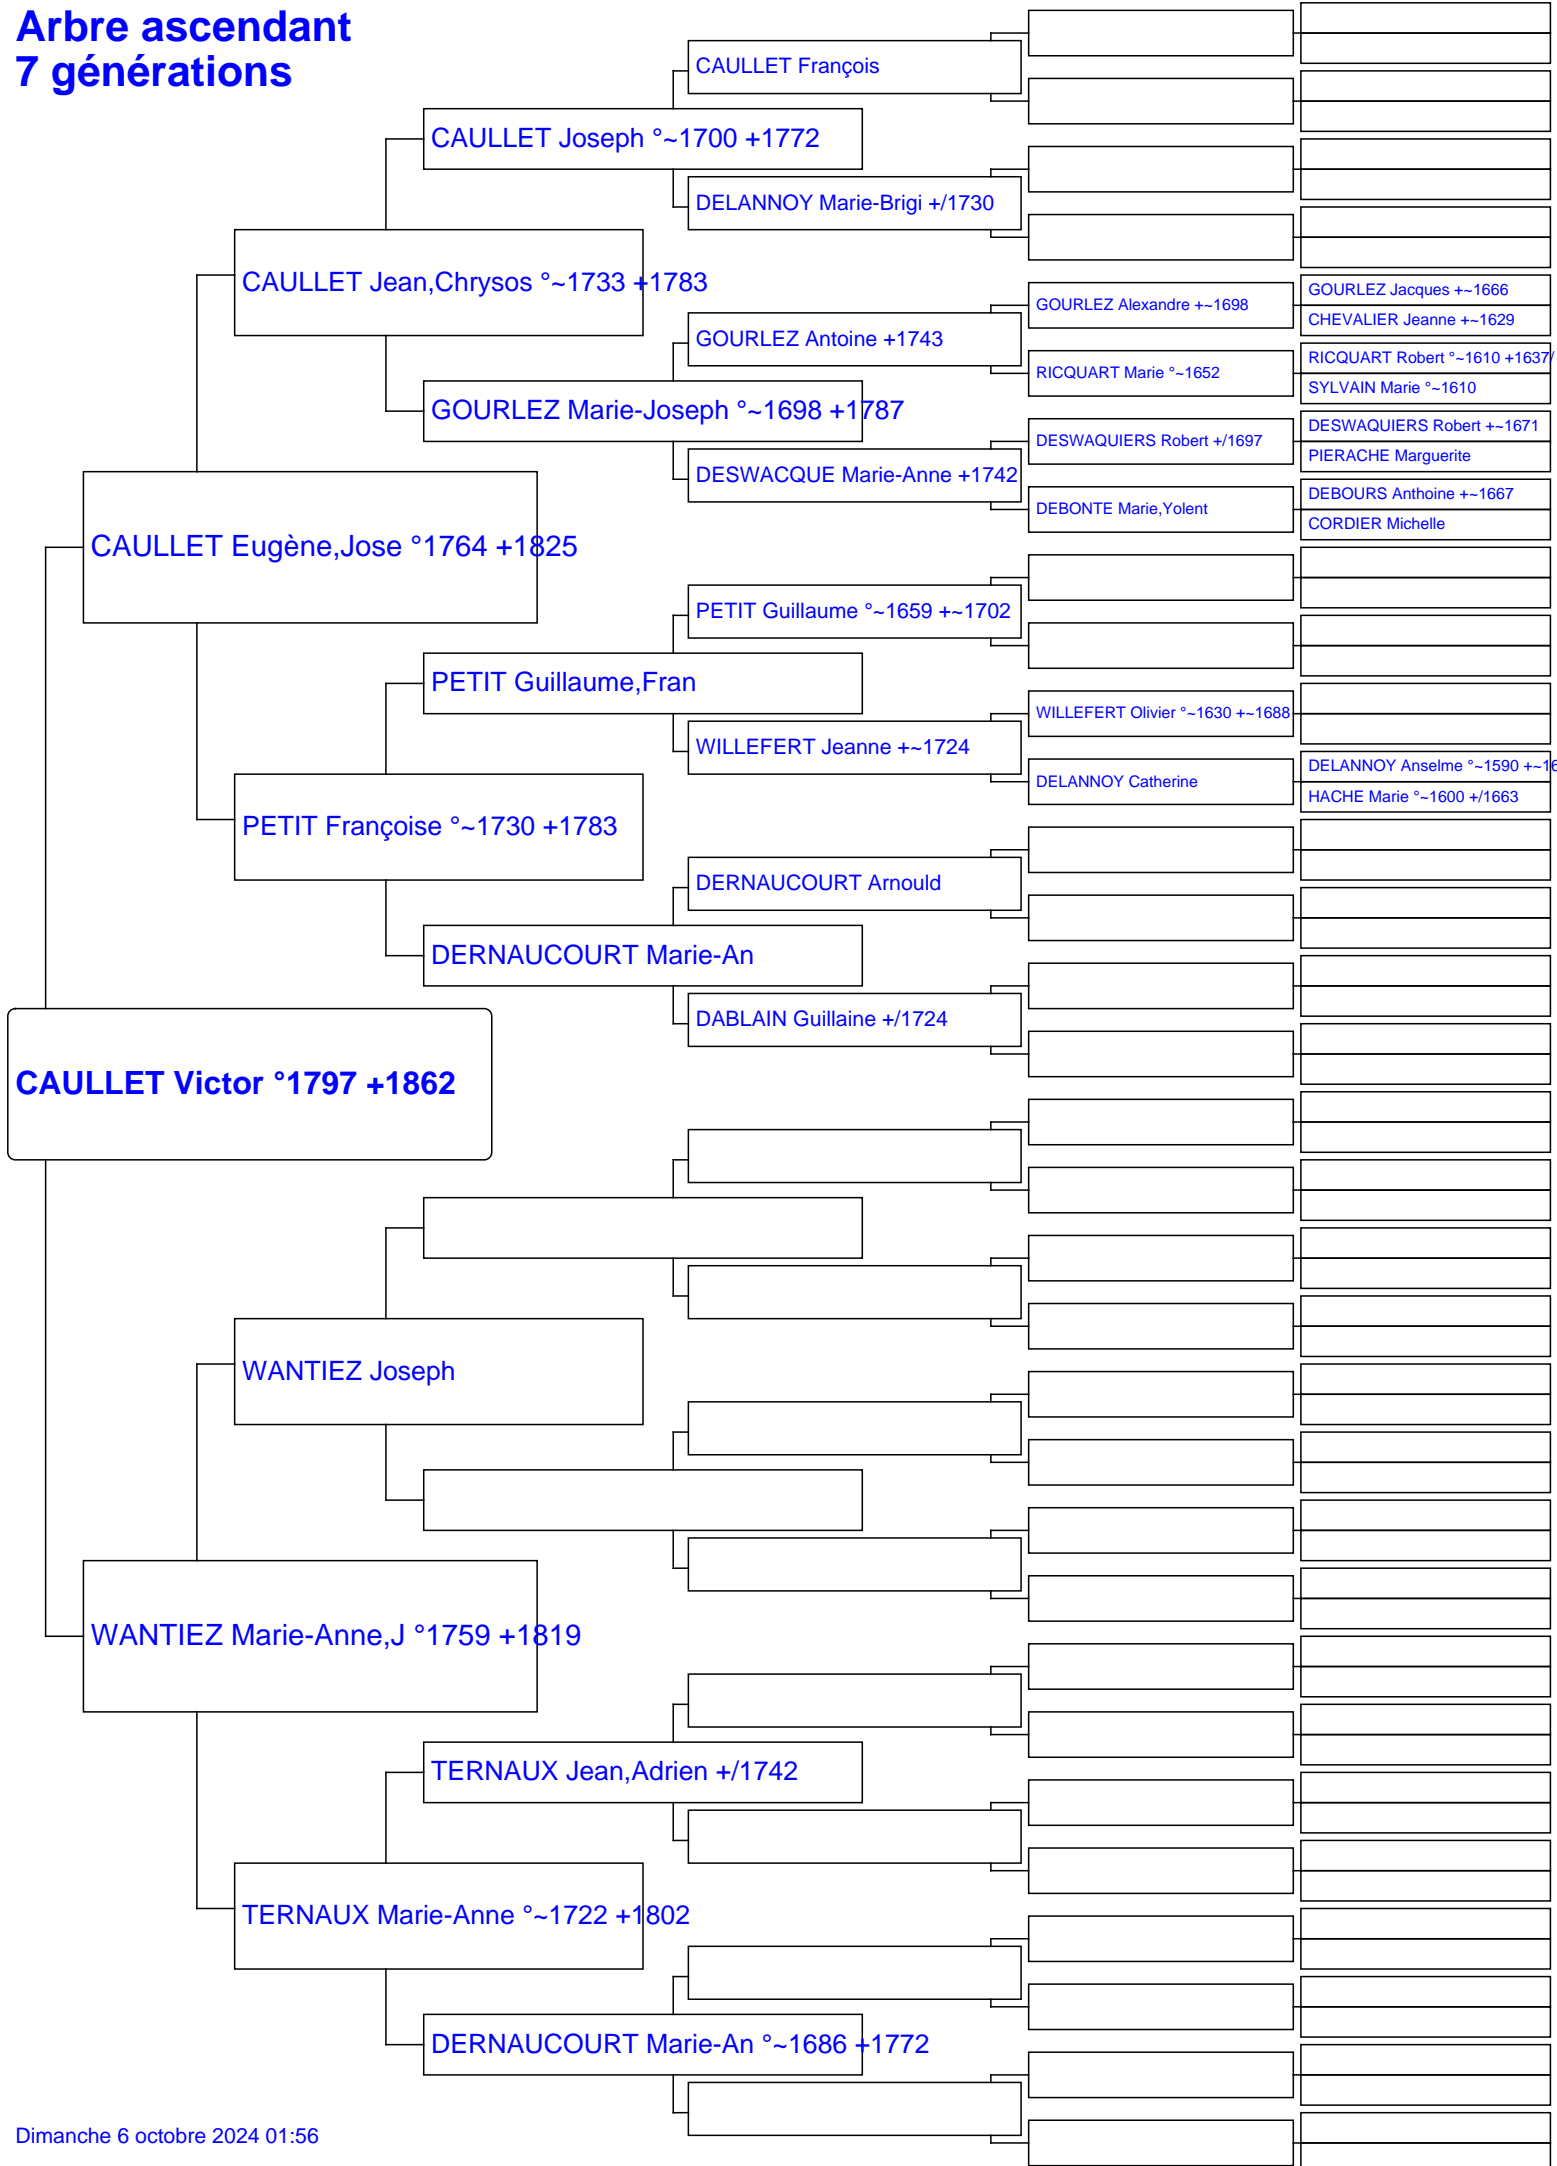 Arbre ascendant
7 générations
CAULLET François
CAULLET Joseph °~1700 +1772
DELANNOY Marie-Brigi +/1730
CAULLET Jean,Chrysos °~1733 +1783
GOURLEZ Jacques +~1666
GOURLEZ Alexandre +~1698
CHEVALIER Jeanne +~1629
GOURLEZ Antoine +1743
RICQUART Robert °~1610 +1637/
RICQUART Marie °~1652
SYLVAIN Marie °~1610
GOURLEZ Marie-Joseph °~1698 +1787
DESWAQUIERS Robert +~1671
DESWAQUIERS Robert +/1697
PIERACHE Marguerite
DESWACQUE Marie-Anne +1742
DEBOURS Anthoine +~1667
DEBONTE Marie,Yolent
CORDIER Michelle
CAULLET Eugène,Jose °1764 +1825
PETIT Guillaume °~1659 +~1702
PETIT Guillaume,Fran
WILLEFERT Olivier °~1630 +~1688
WILLEFERT Jeanne +~1724
DELANNOY Anselme °~1590 +~16
DELANNOY Catherine
HACHE Marie °~1600 +/1663
PETIT Françoise °~1730 +1783
DERNAUCOURT Arnould
DERNAUCOURT Marie-An
DABLAIN Guillaine +/1724
CAULLET Victor °1797 +1862
WANTIEZ Joseph
WANTIEZ Marie-Anne,J °1759 +1819
TERNAUX Jean,Adrien +/1742
TERNAUX Marie-Anne °~1722 +1802
DERNAUCOURT Marie-An °~1686 +1772
Dimanche 6 octobre 2024 01:56